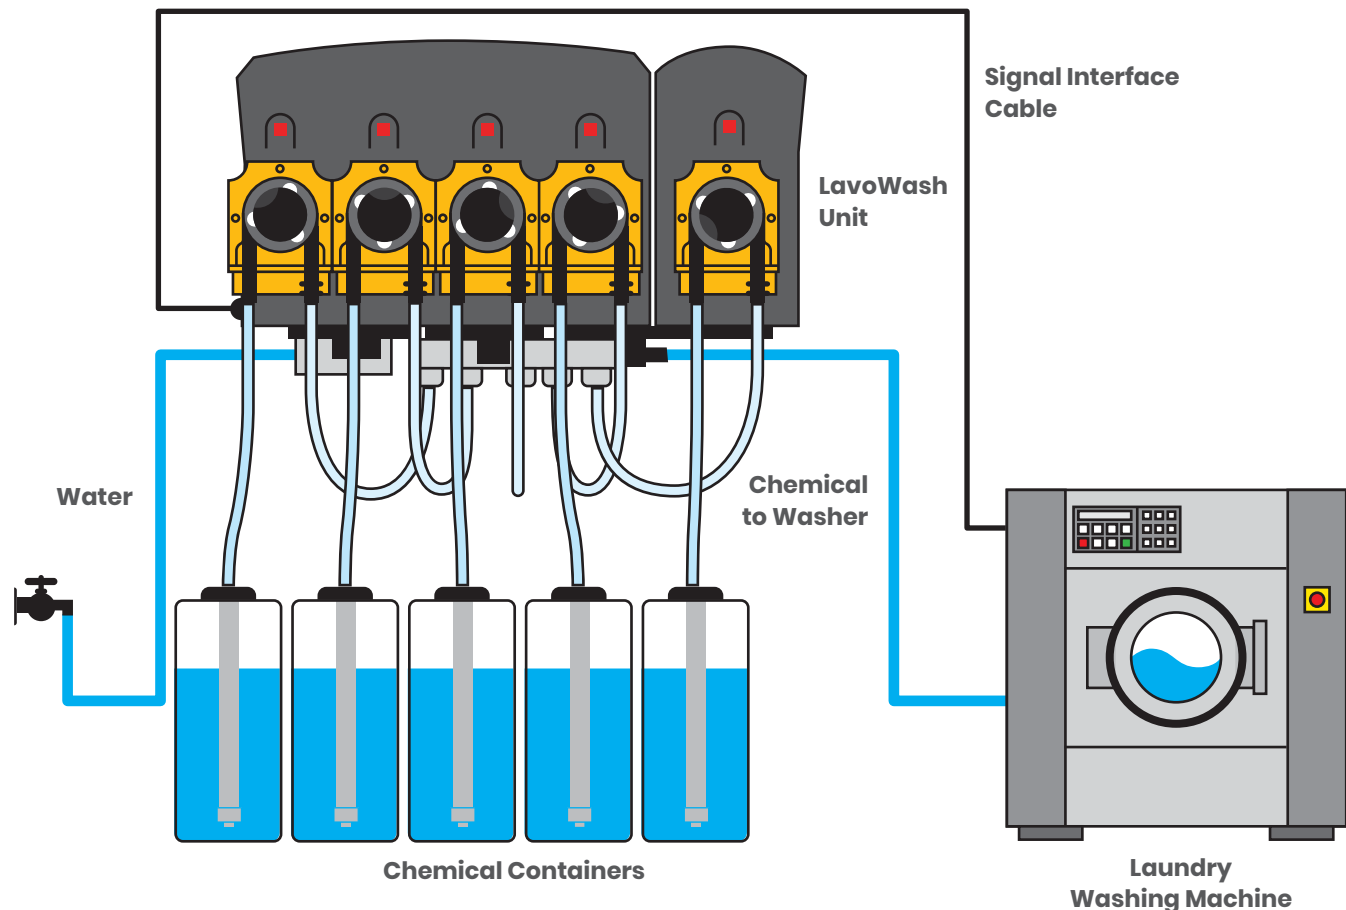 Signal Interface
Cable
LavoWash
Unit
Water
Chemical
to Washer
Chemical Containers
Laundry
Washing Machine